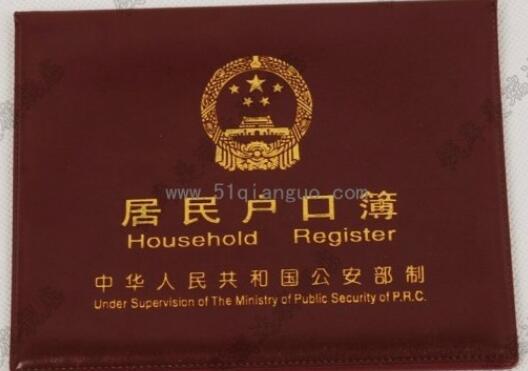 www.51qianguo.com
居民户口簿
Household Register
中华人民共和国公安部制
Under Supervision of The Ministry of Public Security of P.R.C.